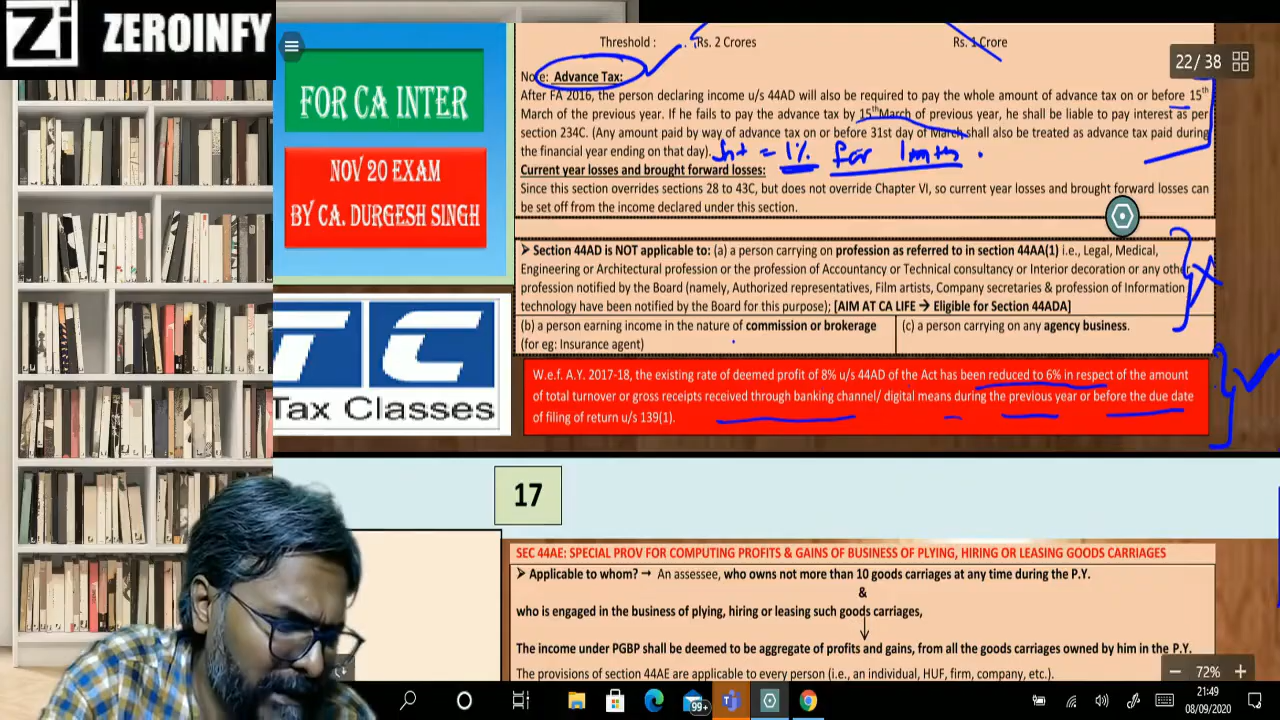 Zi ZEROINFY
FOR CA INTER
NOV 20 EXAM
BY CA. DURGESH SINGH
TC
Tax Classes
Threshold : Rs. 2 Crores Rs. 1 Crore
22/ 38
Note: Advance Tax:
After FA 2016, the person declaring income u/s 44AD will also be required to pay the whole amount of advance tax on or before 15th
March of the previous year. If he fails to pay the advance tax by 15th March of previous year, he shall be liable to pay interest as per
section 234C. (Any amount paid by way of advance tax on or before 31st day of March shall also be treated as advance tax paid during
the financial year ending on that day). Int = 1% for 1mth.
Current year losses and brought forward losses:
Since this section overrides sections 28 to 43C, but does not override Chapter VI, so current year losses and brought forward losses can
be set off from the income declared under this section.
➤ Section 44AD is NOT applicable to: (a) a person carrying on profession as referred to in section 44AA(1) i.e., Legal, Medical,
Engineering or Architectural profession or the profession of Accountancy or Technical consultancy or Interior decoration or any other
profession notified by the Board (namely, Authorized representatives, Film artists, Company secretaries & profession of Information
technology have been notified by the Board for this purpose); [AIM AT CA LIFE → Eligible for Section 44ADA]
(b) a person earning income in the nature of commission or brokerage
(for eg: Insurance agent)
(c) a person carrying on any agency business.
W.e.f. A.Y. 2017-18, the existing rate of deemed profit of 8% u/s 44AD of the Act has been reduced to 6% in respect of the amount
of total turnover or gross receipts received through banking channel/ digital means during the previous year or before the due date
of filing of return u/s 139(1).
17
SEC 44AE: SPECIAL PROV FOR COMPUTING PROFITS & GAINS OF BUSINESS OF PLYING, HIRING OR LEASING GOODS CARRIAGES
➤ Applicable to whom? → An assessee, who owns not more than 10 goods carriages at any time during the P.Y.
&
who is engaged in the business of plying, hiring or leasing such goods carriages,
The income under PGBP shall be deemed to be aggregate of profits and gains, from all the goods carriages owned by him in the P.Y.
The provisions of section 44AE are applicable to every person (i.e., an individual, HUF, firm, company, etc.).
72%
99+
21:49
08/09/2020